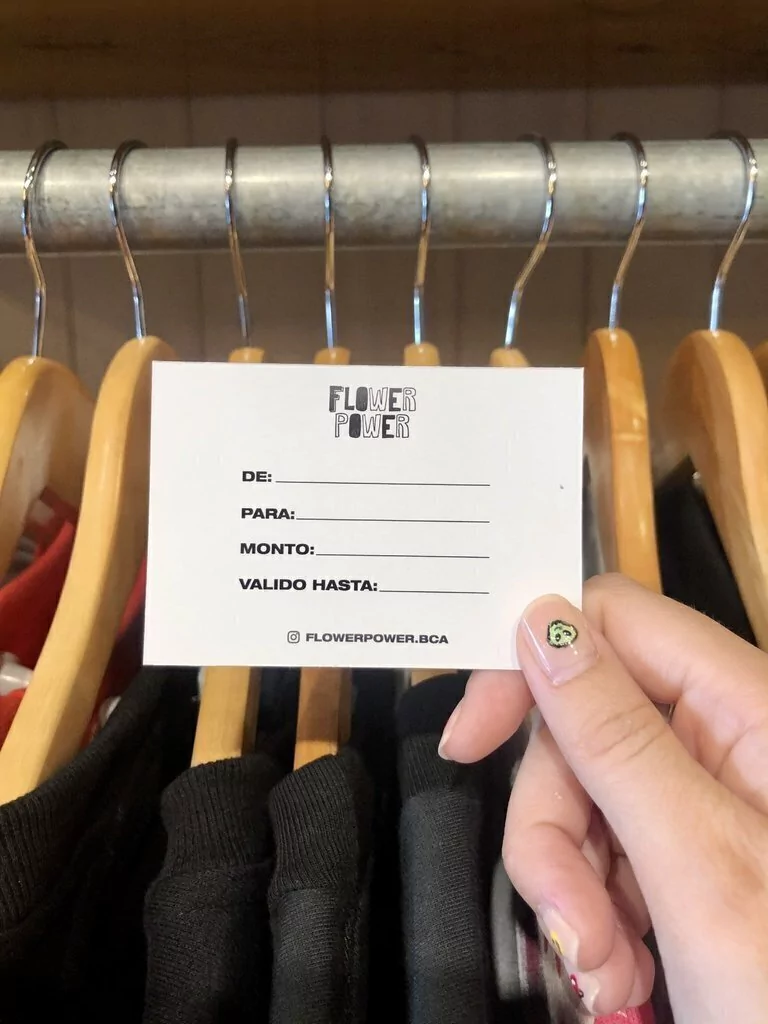 FLOWER
POWER
DE:
PARA:
MONTO:
VALIDO HASTA:
FLOWERPOWER.BCA